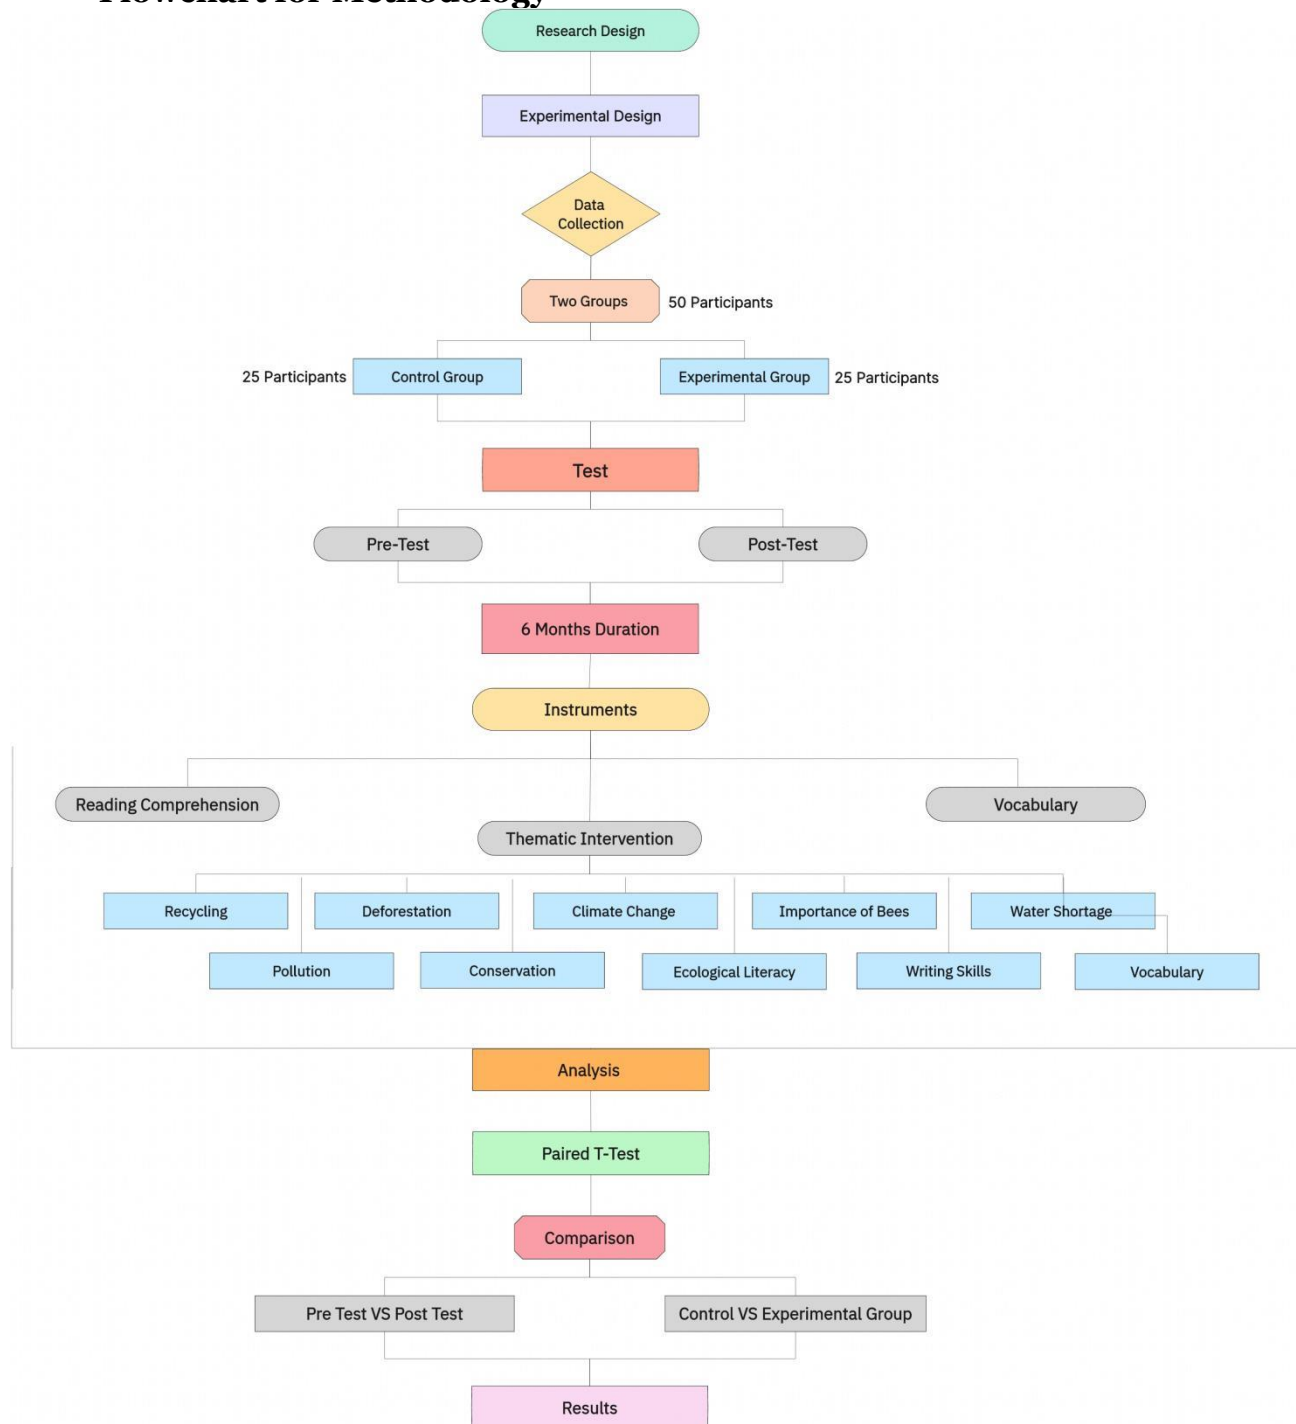 Flowchart for Methodology
Research Design
Experimental Design
Data
Collection
Two Groups
50 Participants
25 Participants
Control Group
Experimental Group
25 Participants
Test
Pre-Test
Post-Test
6 Months Duration
Instruments
Reading Comprehension
Vocabulary
Thematic Intervention
Recycling
Deforestation
Climate Change
Importance of Bees
Water Shortage
Pollution
Conservation
Ecological Literacy
Writing Skills
Vocabulary
Analysis
Paired T-Test
Comparison
Pre Test VS Post Test
Control VS Experimental Group
Results